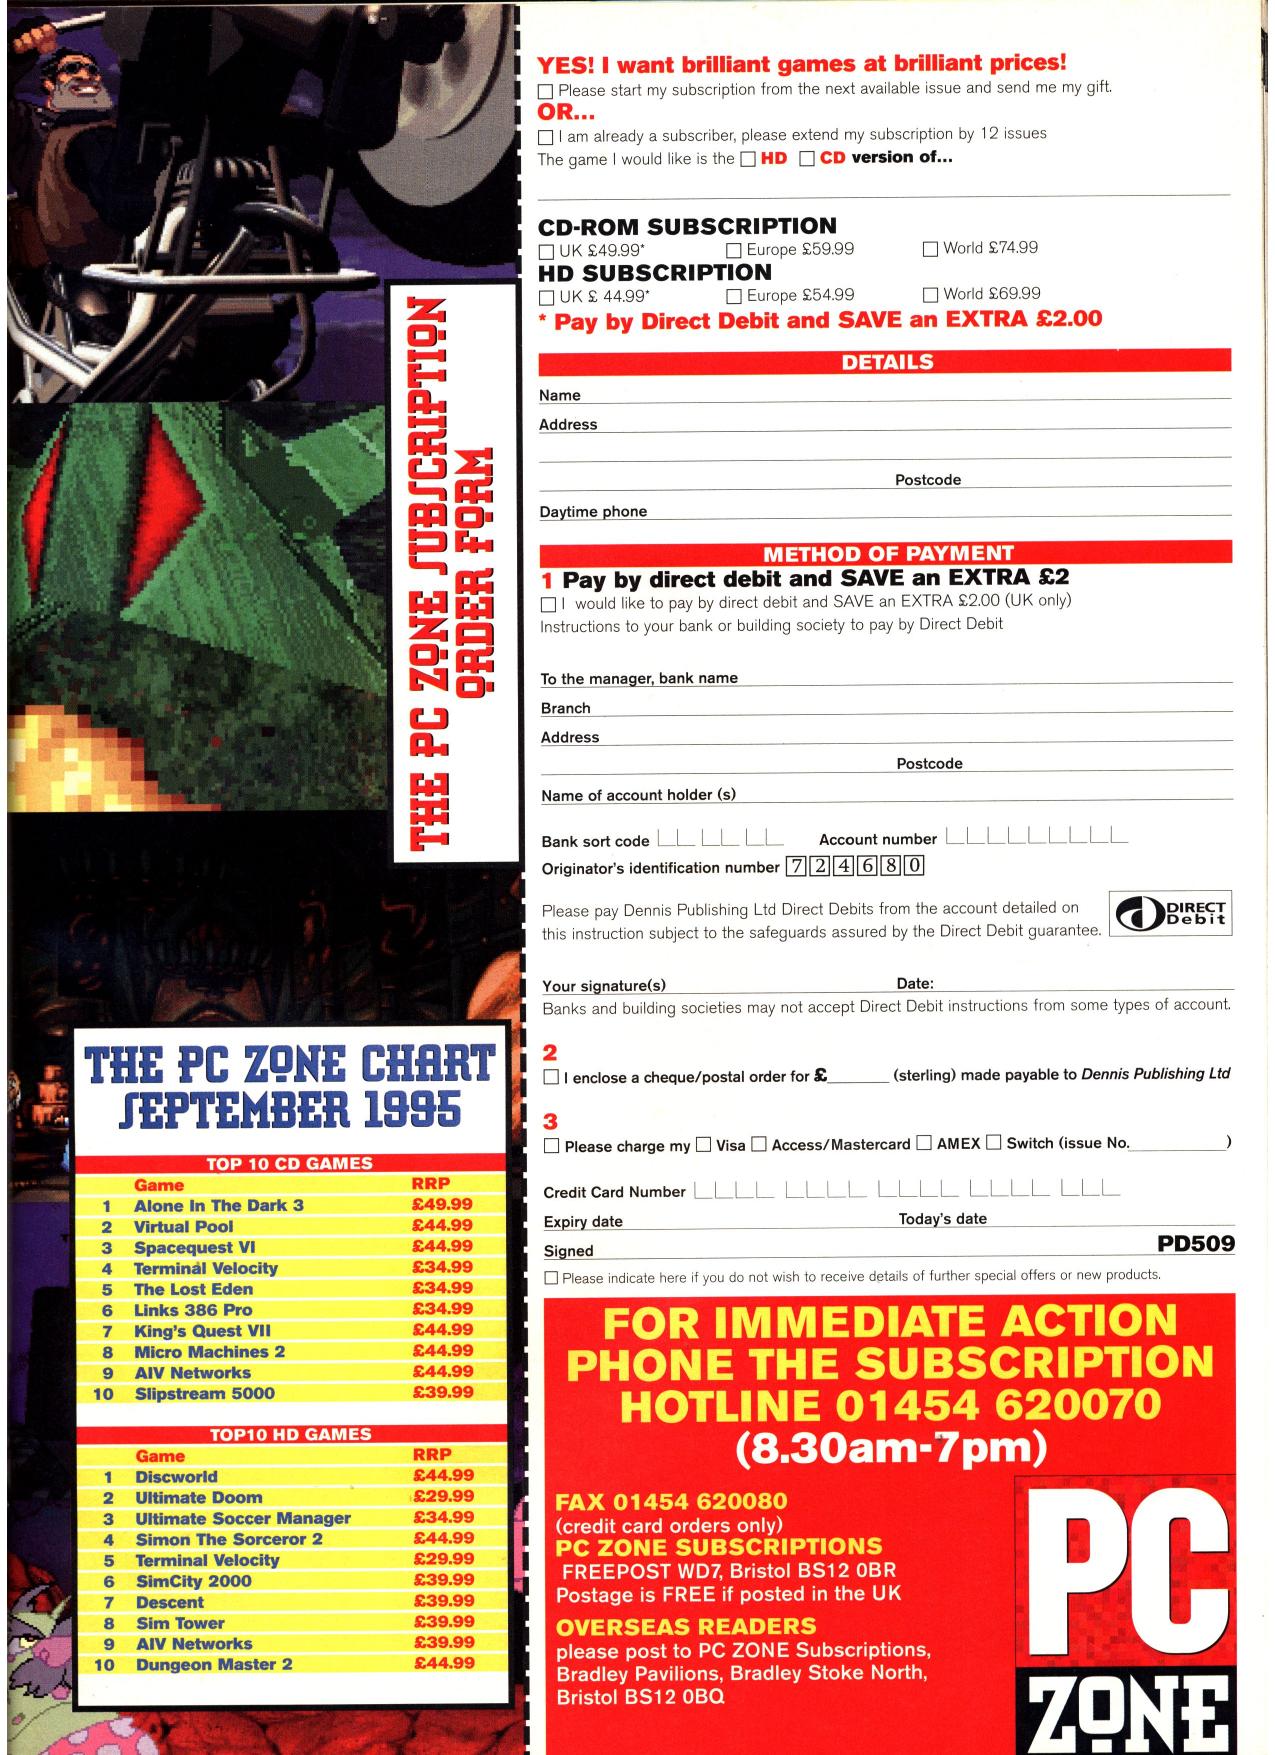 YES! I want brilliant games at brilliant prices!
Please start my subscription from the next available issue and send me my gift.
OR...
I am already a subscriber, please extend my subscription by 12 issues
The game I would like is the HD CD version of...
CD-ROM SUBSCRIPTION
UK £49.99* Europe £59.99 World £74.99
HD SUBSCRIPTION
UK £ 44.99* Europe £54.99 World £69.99
* Pay by Direct Debit and SAVE an EXTRA £2.00
DETAILS
Name
Address
Postcode
Daytime phone
METHOD OF PAYMENT
1 Pay by direct debit and SAVE an EXTRA £2
I would like to pay by direct debit and SAVE an EXTRA £2.00 (UK only)
Instructions to your bank or building society to pay by Direct Debit
To the manager, bank name
Branch
Address
Postcode
Name of account holder (s)
Bank sort code Account number
Originator's identification number 724680
Please pay Dennis Publishing Ltd Direct Debits from the account detailed on
this instruction subject to the safeguards assured by the Direct Debit guarantee.
DIRECT
Debit
Your signature(s) Date:
Banks and building societies may not accept Direct Debit instructions from some types of account.
2
I enclose a cheque/postal order for £_______ (sterling) made payable to Dennis Publishing Ltd
3
Please charge my Visa Access/Mastercard AMEX Switch (issue No.___________)
Credit Card Number
Expiry date Today's date
Signed PD509
Please indicate here if you do not wish to receive details of further special offers or new products.
FOR IMMEDIATE ACTION
PHONE THE SUBSCRIPTION
HOTLINE 01454 620070
(8.30am-7pm)
FAX 01454 620080
(credit card orders only)
PC ZONE SUBSCRIPTIONS
FREEPOST WD7, Bristol BS12 0BR
Postage is FREE if posted in the UK
OVERSEAS READERS
please post to PC ZONE Subscriptions,
Bradley Pavilions, Bradley Stoke North,
Bristol BS12 0BQ
PC
ZONE
THE PC ZONE SUBSCRIPTION
ORDER FORM
THE PC ZONE CHART
SEPTEMBER 1995
TOP 10 CD GAMES
Game RRP
1 Alone In The Dark 3 £49.99
2 Virtual Pool £44.99
3 Spacequest VI £44.99
4 Terminal Velocity £34.99
5 The Lost Eden £34.99
6 Links 386 Pro £34.99
7 King's Quest VII £44.99
8 Micro Machines 2 £44.99
9 AIV Networks £44.99
10 Slipstream 5000 £39.99
TOP10 HD GAMES
Game RRP
1 Discworld £44.99
2 Ultimate Doom £29.99
3 Ultimate Soccer Manager £34.99
4 Simon The Sorceror 2 £44.99
5 Terminal Velocity £29.99
6 SimCity 2000 £39.99
7 Descent £39.99
8 Sim Tower £39.99
9 AIV Networks £39.99
10 Dungeon Master 2 £44.99